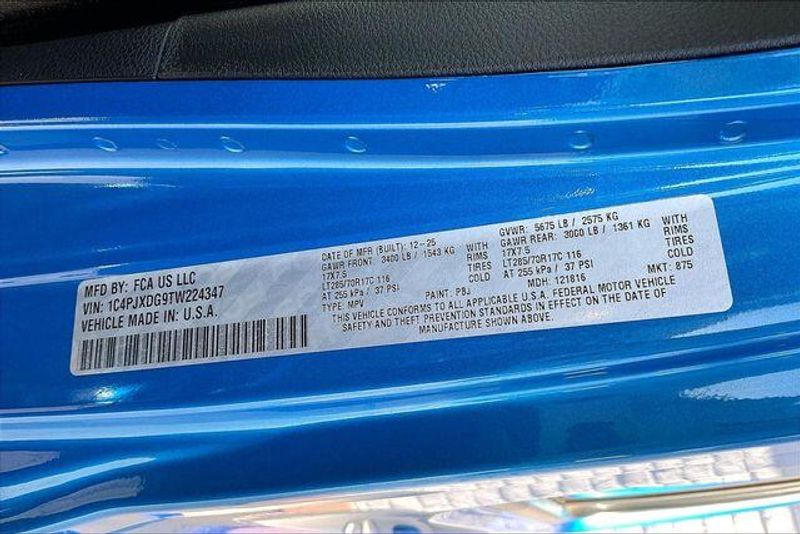 MFD BY: FCA US LLC
VIN: 1C4PJXDG9TW224347
VEHICLE MADE IN: U.S.A.
DATE OF MFR (BUILT): 12-25
GAWR FRONT: 3400 LB / 1543 KG WITH
17X7.5 RIMS
LT285/70R17C 116 TIRES
AT 255 kPa / 37 PSI COLD
TYPE: MPV PAINT: PBJ
GVWR: 5675 LB / 2575 KG
GAWR REAR: 3000 LB / 1361 KG WITH
17X7.5 RIMS
LT285/70R17C 116 TIRES
AT 255 kPa / 37 PSI COLD
MDH: 121816 MKT: 875
THIS VEHICLE CONFORMS TO ALL APPLICABLE U.S.A. FEDERAL MOTOR VEHICLE
SAFETY AND THEFT PREVENTION STANDARDS IN EFFECT ON THE DATE OF
MANUFACTURE SHOWN ABOVE.